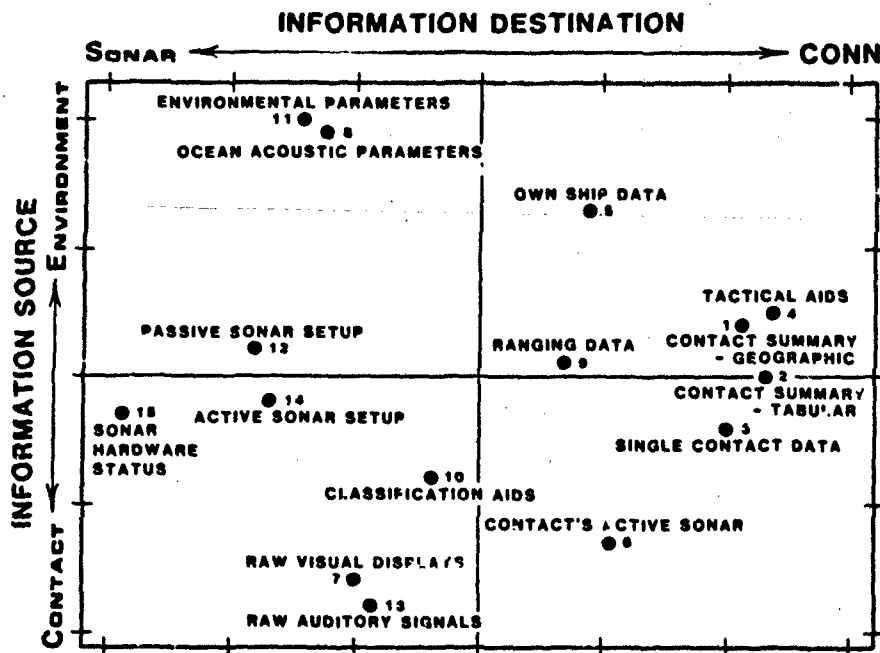 INFORMATION DESTINATION
SONAR
CONN
INFORMATION SOURCE
ENVIRONMENT
CONTACT
ENVIRONMENTAL PARAMETERS
11
8
OCEAN ACOUSTIC PARAMETERS
OWN SHIP DATA
5
TACTICAL AIDS
4
1
CONTACT SUMMARY
- GEOGRAPHIC
PASSIVE SONAR SETUP
12
RANGING DATA
9
2
CONTACT SUMMARY
- TABULAR
14
ACTIVE SONAR SETUP
15
SONAR
HARDWARE
STATUS
3
SINGLE CONTACT DATA
10
CLASSIFICATION AIDS
CONTACT'S ACTIVE SONAR
6
RAW VISUAL DISPLAYS
7
13
RAW AUDITORY SIGNALS